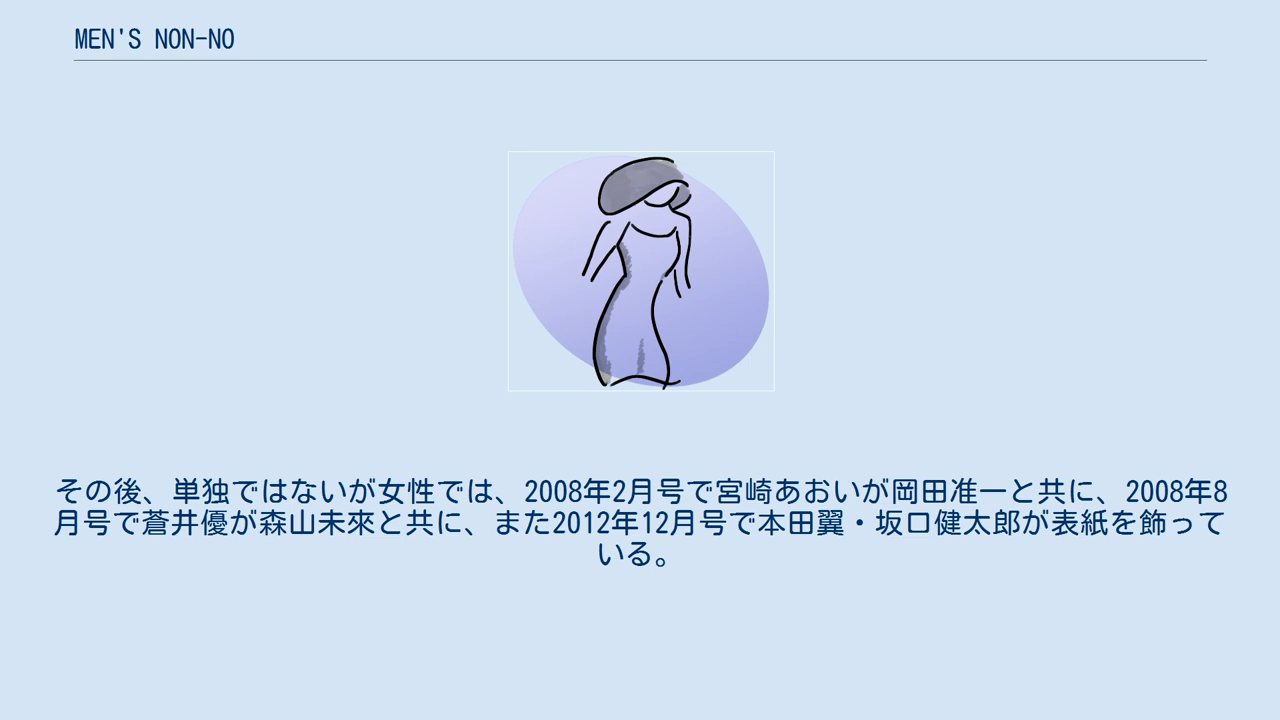 MEN'S NON-NO
その後、単独ではないが女性では、2008年2月号で宮崎あおいが岡田准一と共に、2008年8
月号で蒼井優が森山未來と共に、また2012年12月号で本田翼・坂口健太郎が表紙を飾って
いる。